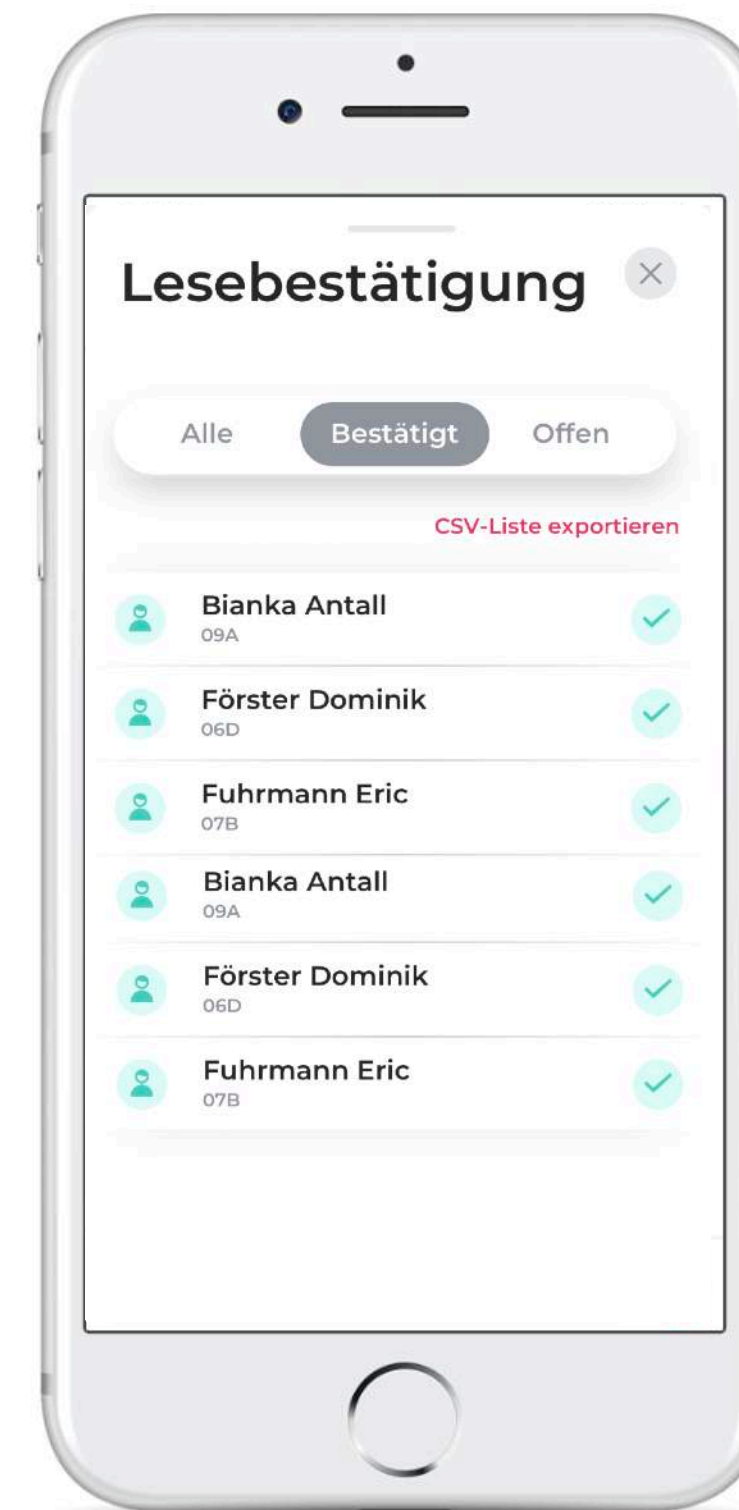 Lesebestätigung
Alle Bestätigt Offen
CSV-Liste exportieren
Bianka Antall
09A
Förster Dominik
06D
Fuhrmann Eric
07B
Bianka Antall
09A
Förster Dominik
06D
Fuhrmann Eric
07B